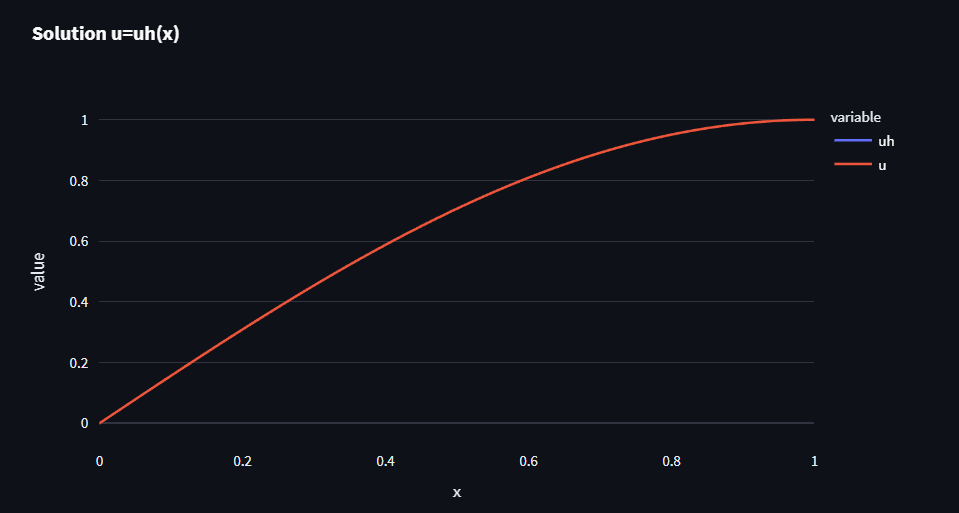 Solution u=uh(x)
variable
uh
u
value
1
0.8
0.6
0.4
0.2
0
0 0.2 0.4 0.6 0.8 1
x